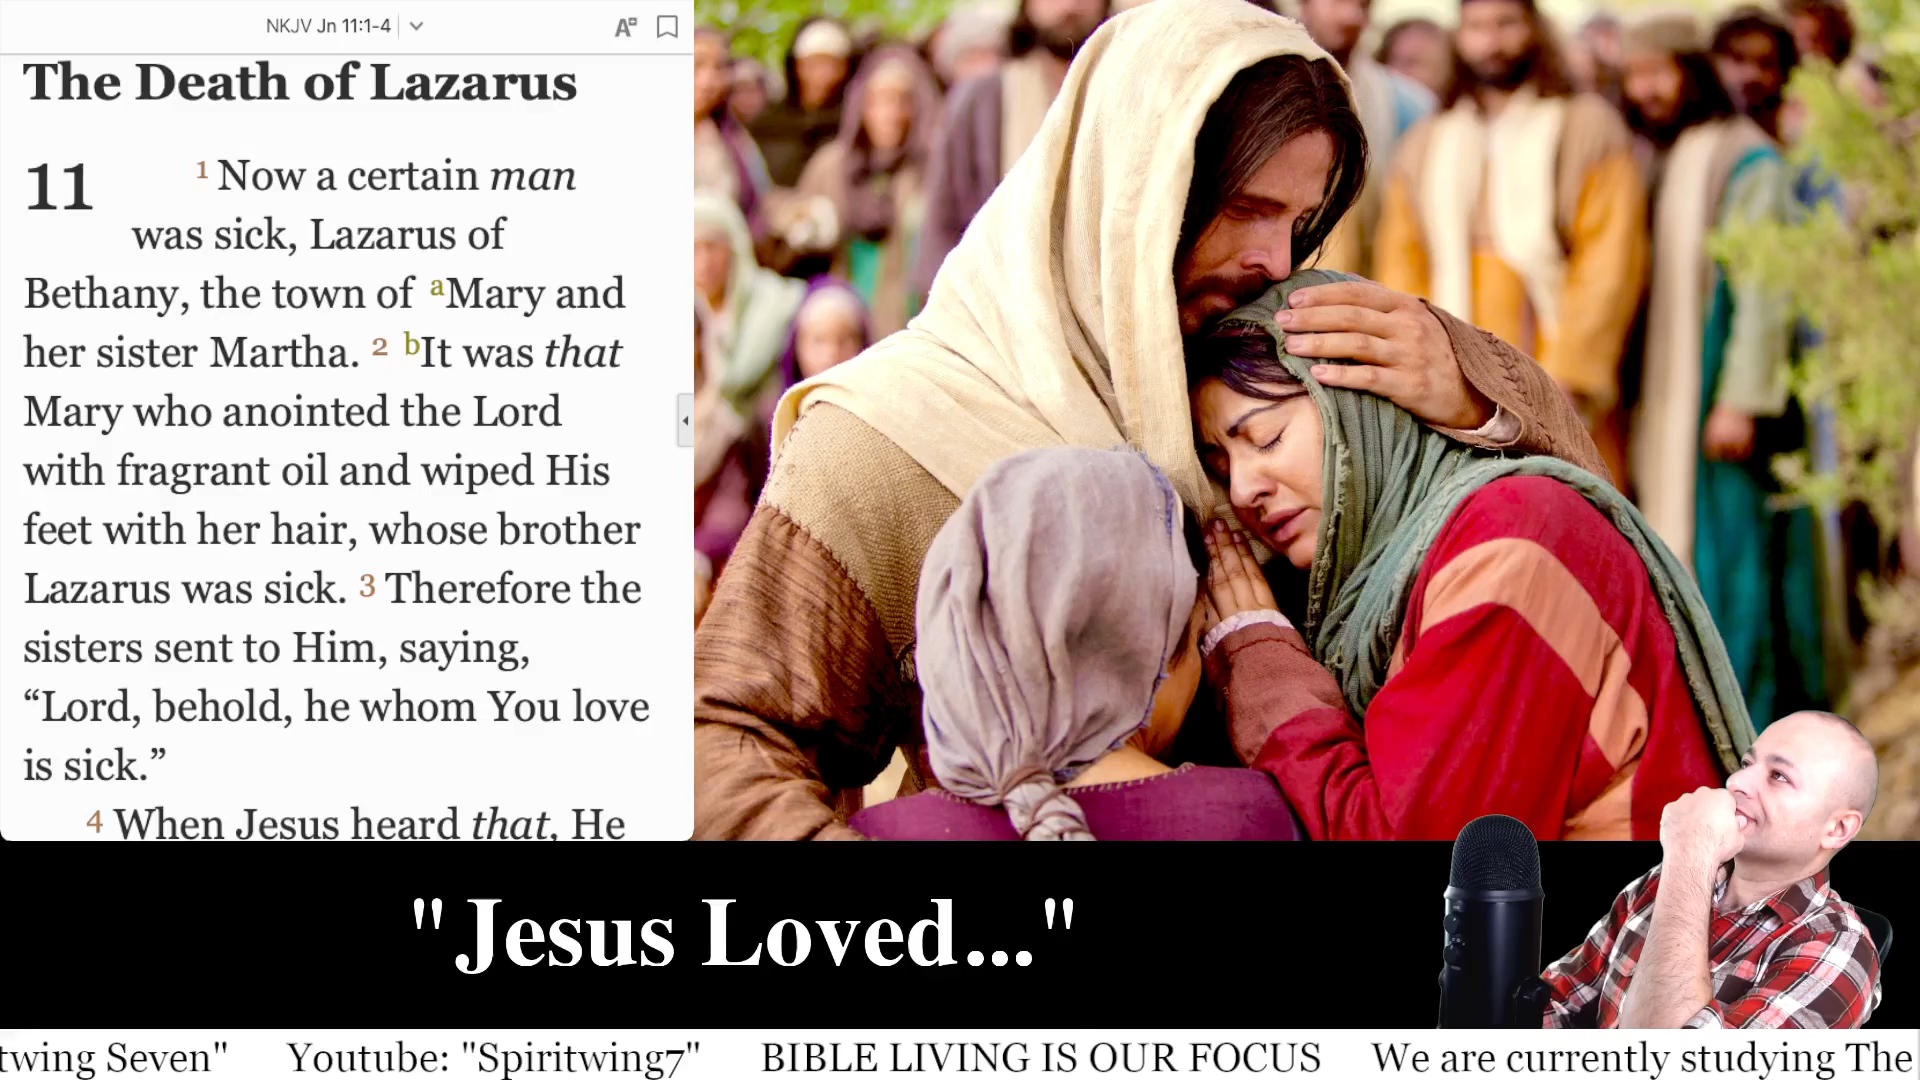 NKJV Jn 11:1-4
The Death of Lazarus
11 1 Now a certain man
was sick, Lazarus of
Bethany, the town of aMary and
her sister Martha. 2 bIt was that
Mary who anointed the Lord
with fragrant oil and wiped His
feet with her hair, whose brother
Lazarus was sick. 3 Therefore the
sisters sent to Him, saying,
“Lord, behold, he whom You love
is sick.”
4 When Jesus heard that, He
"Jesus Loved..."
twing Seven" Youtube: "Spiritwing7" BIBLE LIVING IS OUR FOCUS We are currently studying The